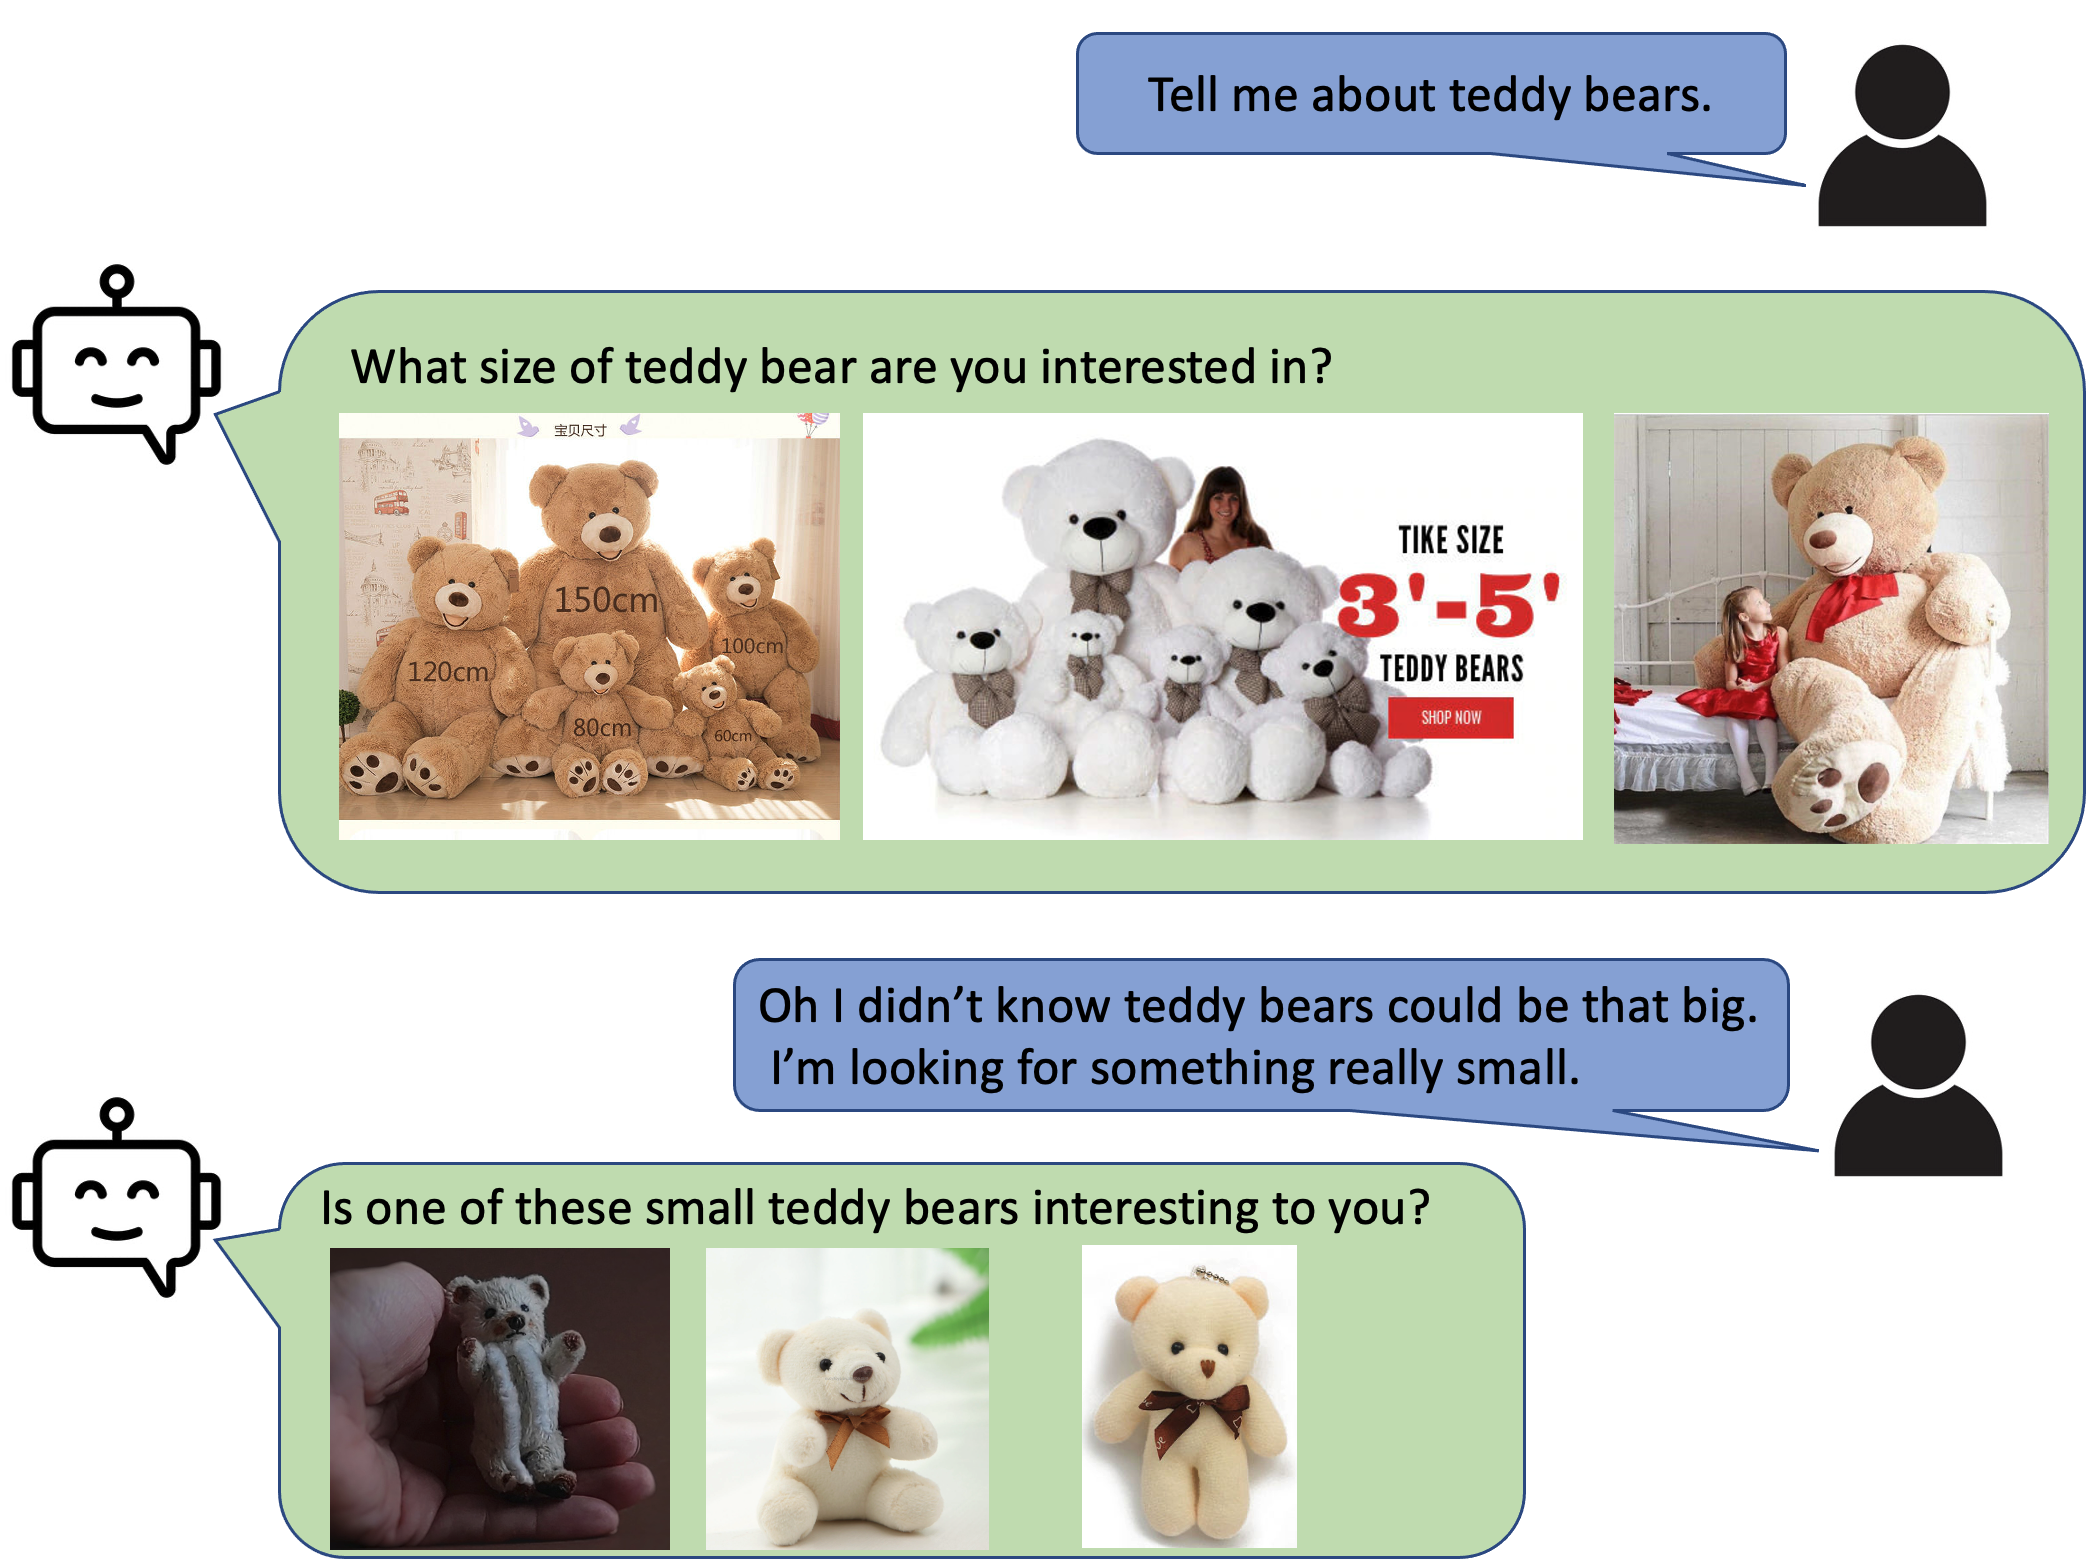 Tell me about teddy bears.
What size of teddy bear are you interested in?
宝贝尺寸
150cm
120cm
100cm
80cm
60cm
TIKE SIZE
3'-5'
TEDDY BEARS
SHOP NOW
Oh I didn’t know teddy bears could be that big.
I’m looking for something really small.
Is one of these small teddy bears interesting to you?